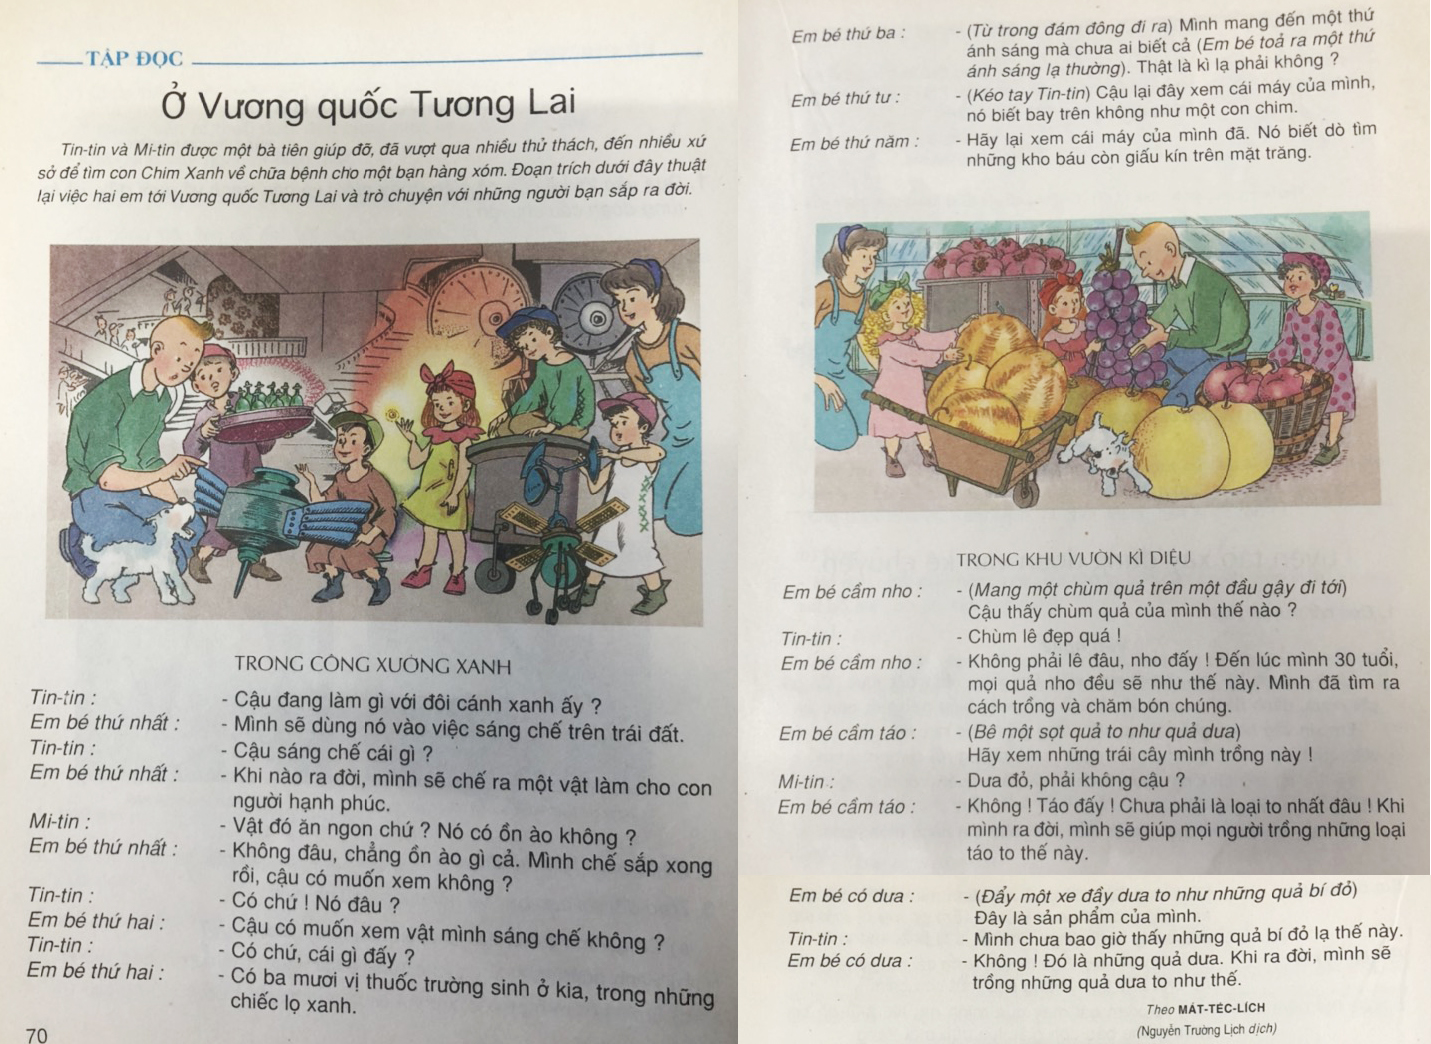 TẬP ĐỌC
Ở Vương quốc Tương Lai
Tin-tin và Mi-tin được một bà tiên giúp đỡ, đã vượt qua nhiều thử thách, đến nhiều xứ
sở để tìm con Chim Xanh về chữa bệnh cho một bạn hàng xóm. Đoạn trích dưới đây thuật
lại việc hai em tới Vương quốc Tương Lai và trò chuyện với những người bạn sắp ra đời.
TRONG CÔNG XƯỞNG XANH
Tin-tin : - Cậu đang làm gì với đôi cánh xanh ấy ?
Em bé thứ nhất : - Mình sẽ dùng nó vào việc sáng chế trên trái đất.
Tin-tin : - Cậu sáng chế cái gì ?
Em bé thứ nhất : - Khi nào ra đời, mình sẽ chế ra một vật làm cho con
người hạnh phúc.
Mi-tin : - Vật đó ăn ngon chứ ? Nó có ồn ào không ?
Em bé thứ nhất : - Không đâu, chẳng ồn ào gì cả. Mình chế sắp xong
rồi, cậu có muốn xem không ?
Tin-tin : - Có chứ ! Nó đâu ?
Em bé thứ hai : - Cậu có muốn xem vật mình sáng chế không ?
Tin-tin : - Có chứ, cái gì đấy ?
Em bé thứ hai : - Có ba mươi vị thuốc trường sinh ở kia, trong những
chiếc lọ xanh.
70
Em bé thứ ba : - (Từ trong đám đông đi ra) Mình mang đến một thứ
ánh sáng mà chưa ai biết cả (Em bé toả ra một thứ
ánh sáng lạ thường). Thật là kì lạ phải không ?
Em bé thứ tư : - (Kéo tay Tin-tin) Cậu lại đây xem cái máy của mình,
nó biết bay trên không như một con chim.
Em bé thứ năm : - Hãy lại xem cái máy của mình đã. Nó biết dò tìm
những kho báu còn giấu kín trên mặt trăng.
TRONG KHU VƯỜN KÌ DIỆU
Em bé cầm nho : - (Mang một chùm quả trên một đầu gậy đi tới)
Cậu thấy chùm quả của mình thế nào ?
Tin-tin : - Chùm lê đẹp quá !
Em bé cầm nho : - Không phải lê đâu, nho đấy ! Đến lúc mình 30 tuổi,
mọi quả nho đều sẽ như thế này. Mình đã tìm ra
cách trồng và chăm bón chúng.
Em bé cầm táo : - (Bê một sọt quả to như quả dưa)
Hãy xem những trái cây mình trồng này !
Mi-tin : - Dưa đỏ, phải không cậu ?
Em bé cầm táo : - Không ! Táo đấy ! Chưa phải là loại to nhất đâu ! Khi
mình ra đời, mình sẽ giúp mọi người trồng những loại
táo to thế này.
Em bé có dưa : - (Đẩy một xe đầy dưa to như những quả bí đỏ)
Đây là sản phẩm của mình.
Tin-tin : - Mình chưa bao giờ thấy những quả bí đỏ lạ thế này.
Em bé có dưa : - Không ! Đó là những quả dưa. Khi ra đời, mình sẽ
trồng những quả dưa to như thế.
Theo MÁT-TÉC-LÍCH
(Nguyễn Trường Lịch dịch)